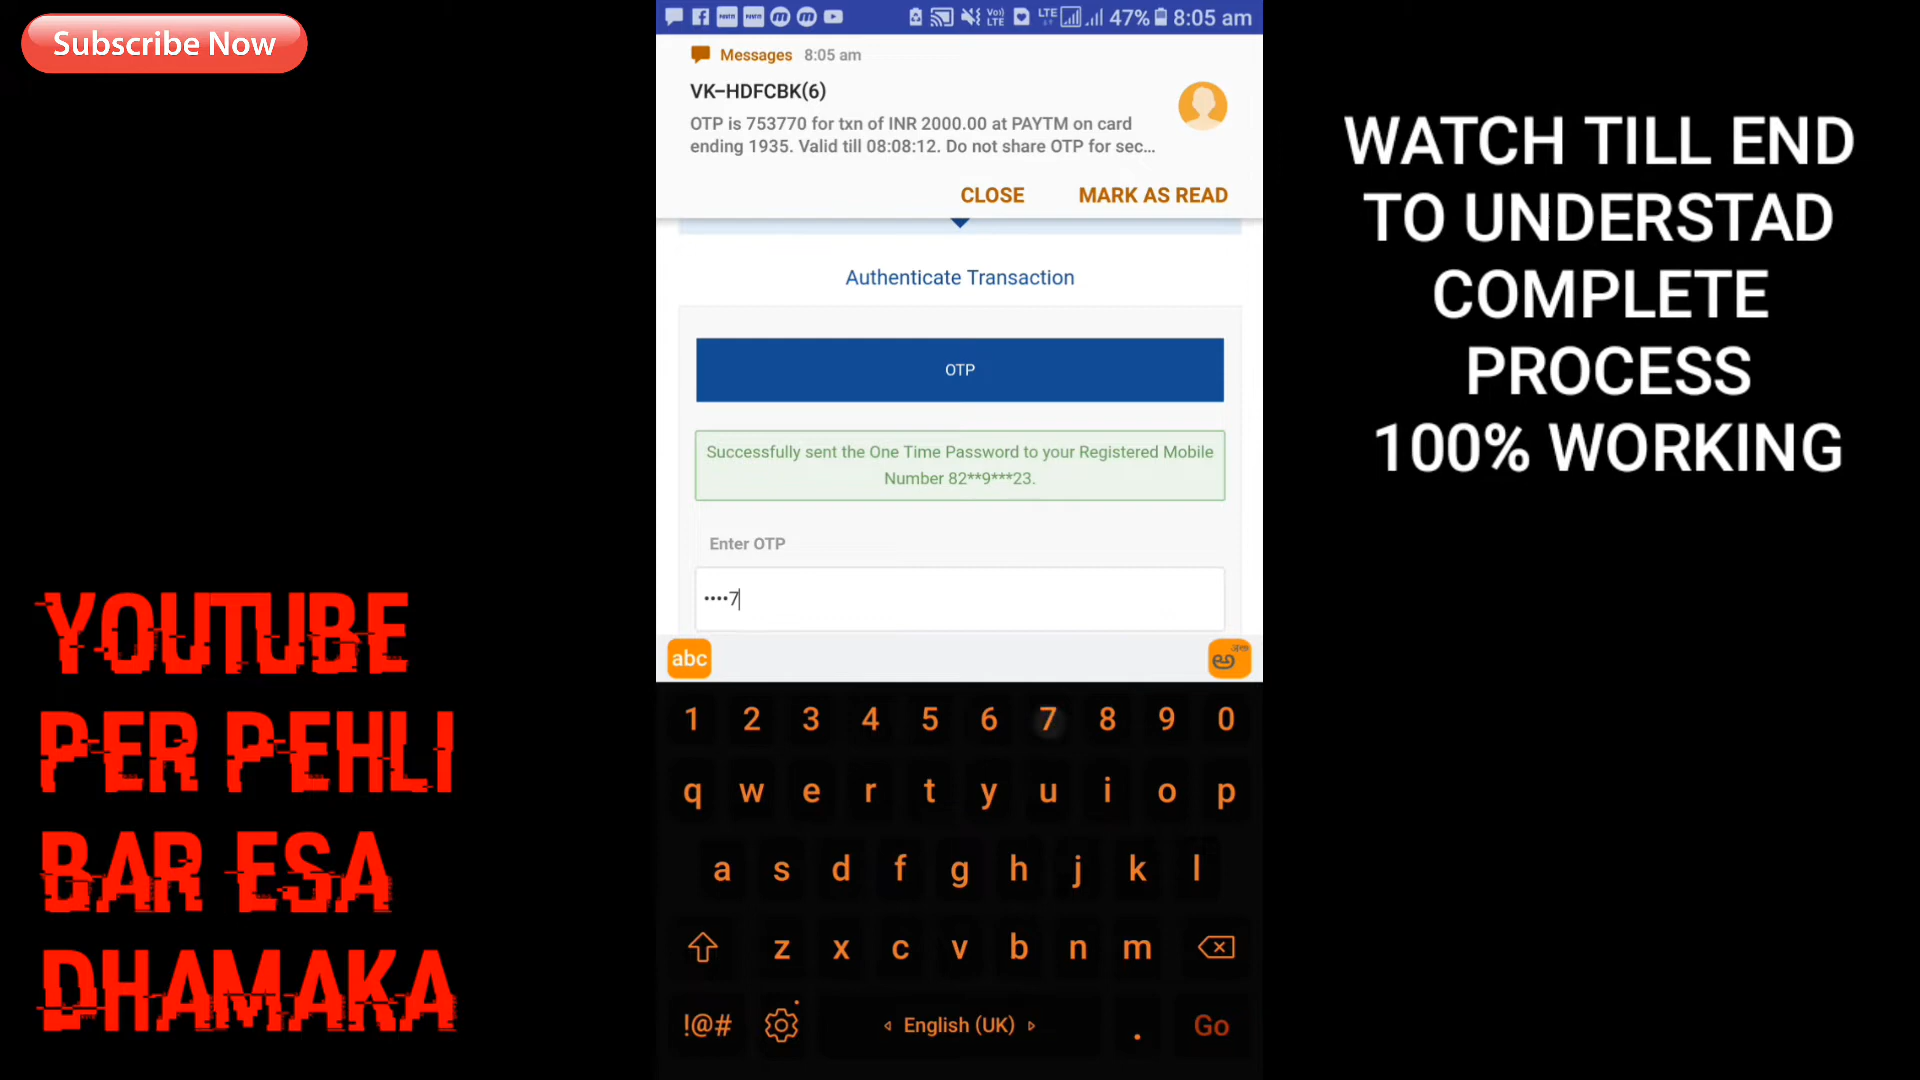 Subscribe Now
Vo))
LTE
LTE
47%
8:05 am
Messages 8:05 am
VK-HDFCBK(6)
OTP is 753770 for txn of INR 2000.00 at PAYTM on card
ending 1935. Valid till 08:08:12. Do not share OTP for sec...
CLOSE MARK AS READ
Authenticate Transaction
OTP
Successfully sent the One Time Password to your Registered Mobile
Number 82**9***23.
Enter OTP
••••7
abc
1 2 3 4 5 6 7 8 9 0
q w e r t y u i o p
a s d f g h j k l
z x c v b n m
!@# English (UK) . Go
YOUTUBE
PER PEHLI
BAR ESA
DHAMAKA
WATCH TILL END
TO UNDERSTAD
COMPLETE
PROCESS
100% WORKING